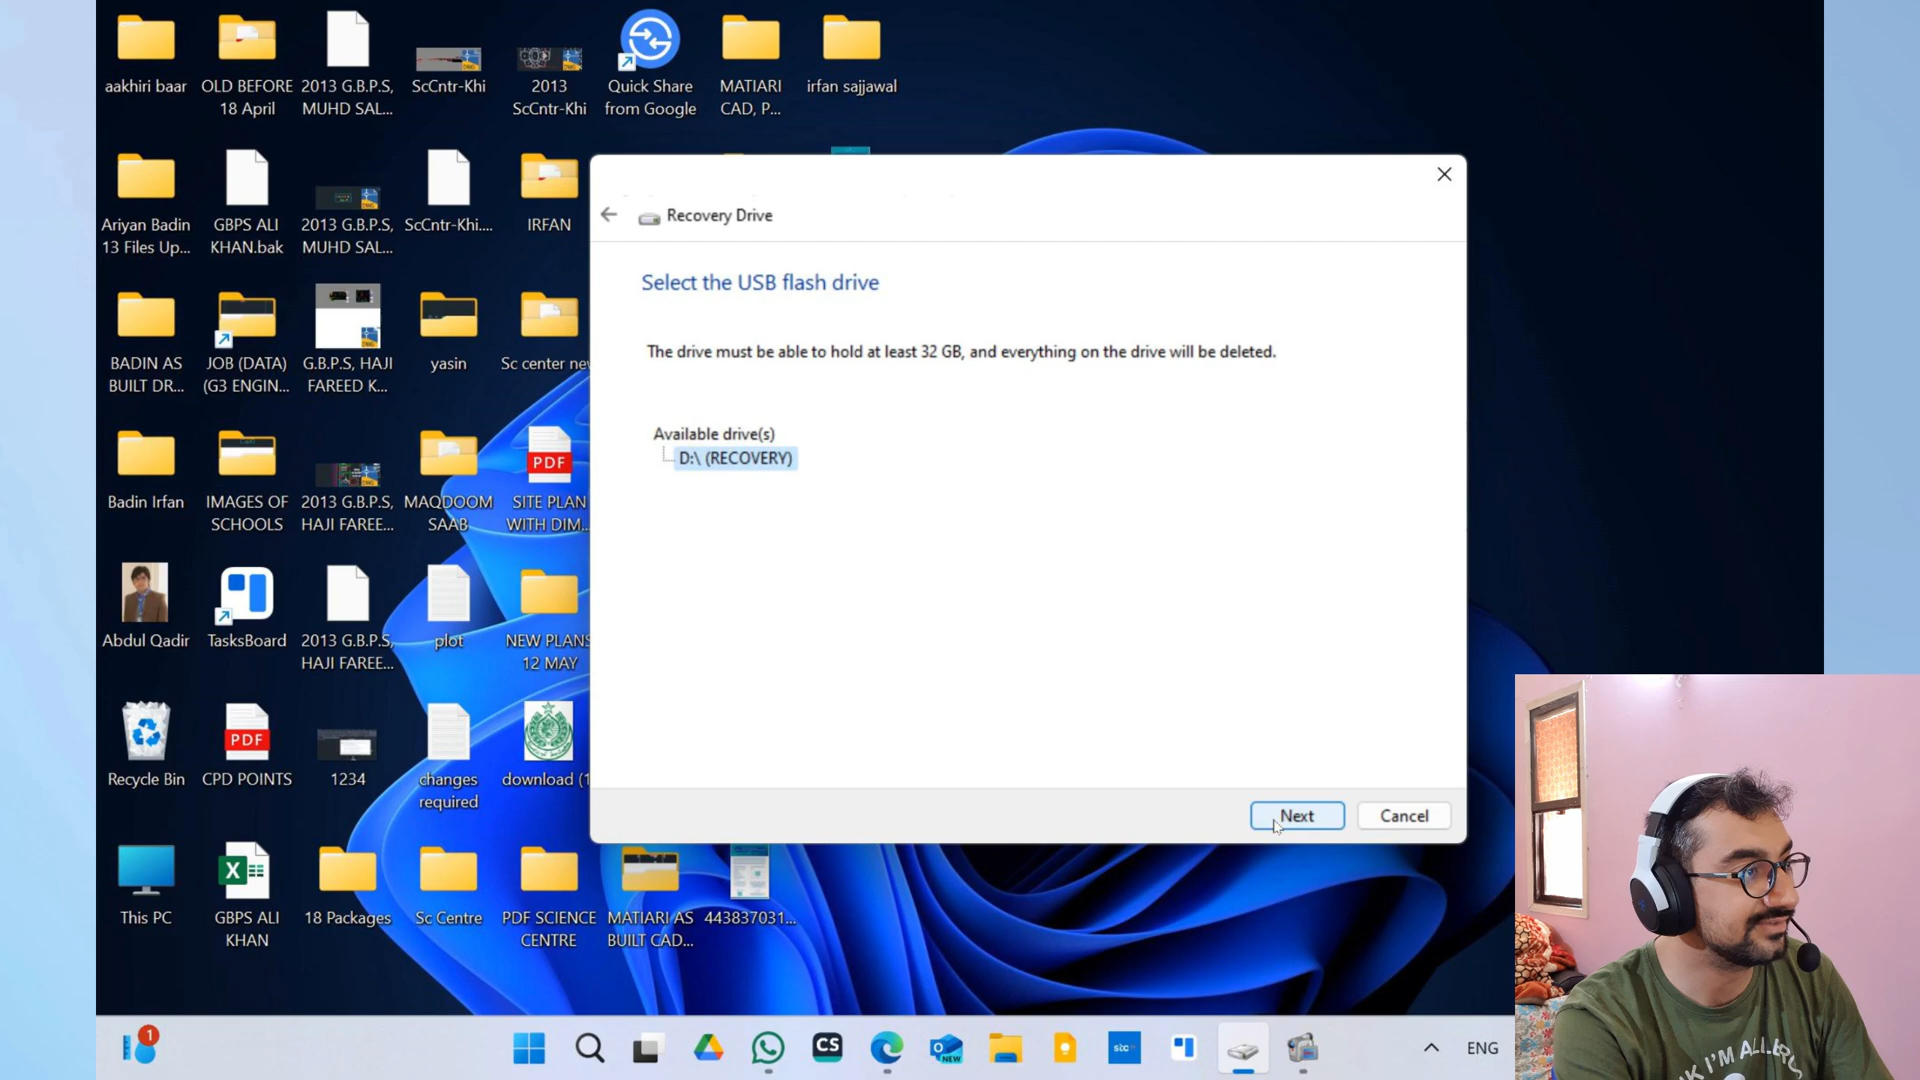 aakhiri baar
OLD BEFORE
18 April
2013 G.B.P.S,
MUHD SAL...
ScCntr-Khi
2013
ScCntr-Khi
Quick Share
from Google
MATIARI
CAD, P...
irfan sajjawal
Ariyan Badin
13 Files Up...
GBPS ALI
KHAN.bak
2013 G.B.P.S,
MUHD SAL...
ScCntr-Khi....
IRFAN
BADIN AS
BUILT DR...
JOB (DATA)
(G3 ENGIN...
G.B.P.S, HAJI
FAREED K...
yasin
Sc center new
Badin Irfan
IMAGES OF
SCHOOLS
2013 G.B.P.S,
HAJI FAREE...
MAQDOOM
SAAB
PDF
SITE PLAN
WITH DIM...
Abdul Qadir
TasksBoard
2013 G.B.P.S,
HAJI FAREE...
plot
NEW PLANS
12 MAY
Recycle Bin
PDF
CPD POINTS
1234
changes
required
download (1
This PC
GBPS ALI
KHAN
18 Packages
Sc Centre
PDF SCIENCE
CENTRE
MATIARI AS
BUILT CAD...
443837031...
Recovery Drive
Select the USB flash drive
The drive must be able to hold at least 32 GB, and everything on the drive will be deleted.
Available drive(s)
D:\ (RECOVERY)
Next
Cancel
1
CS
NEW
stc
ENG
I'M ALL